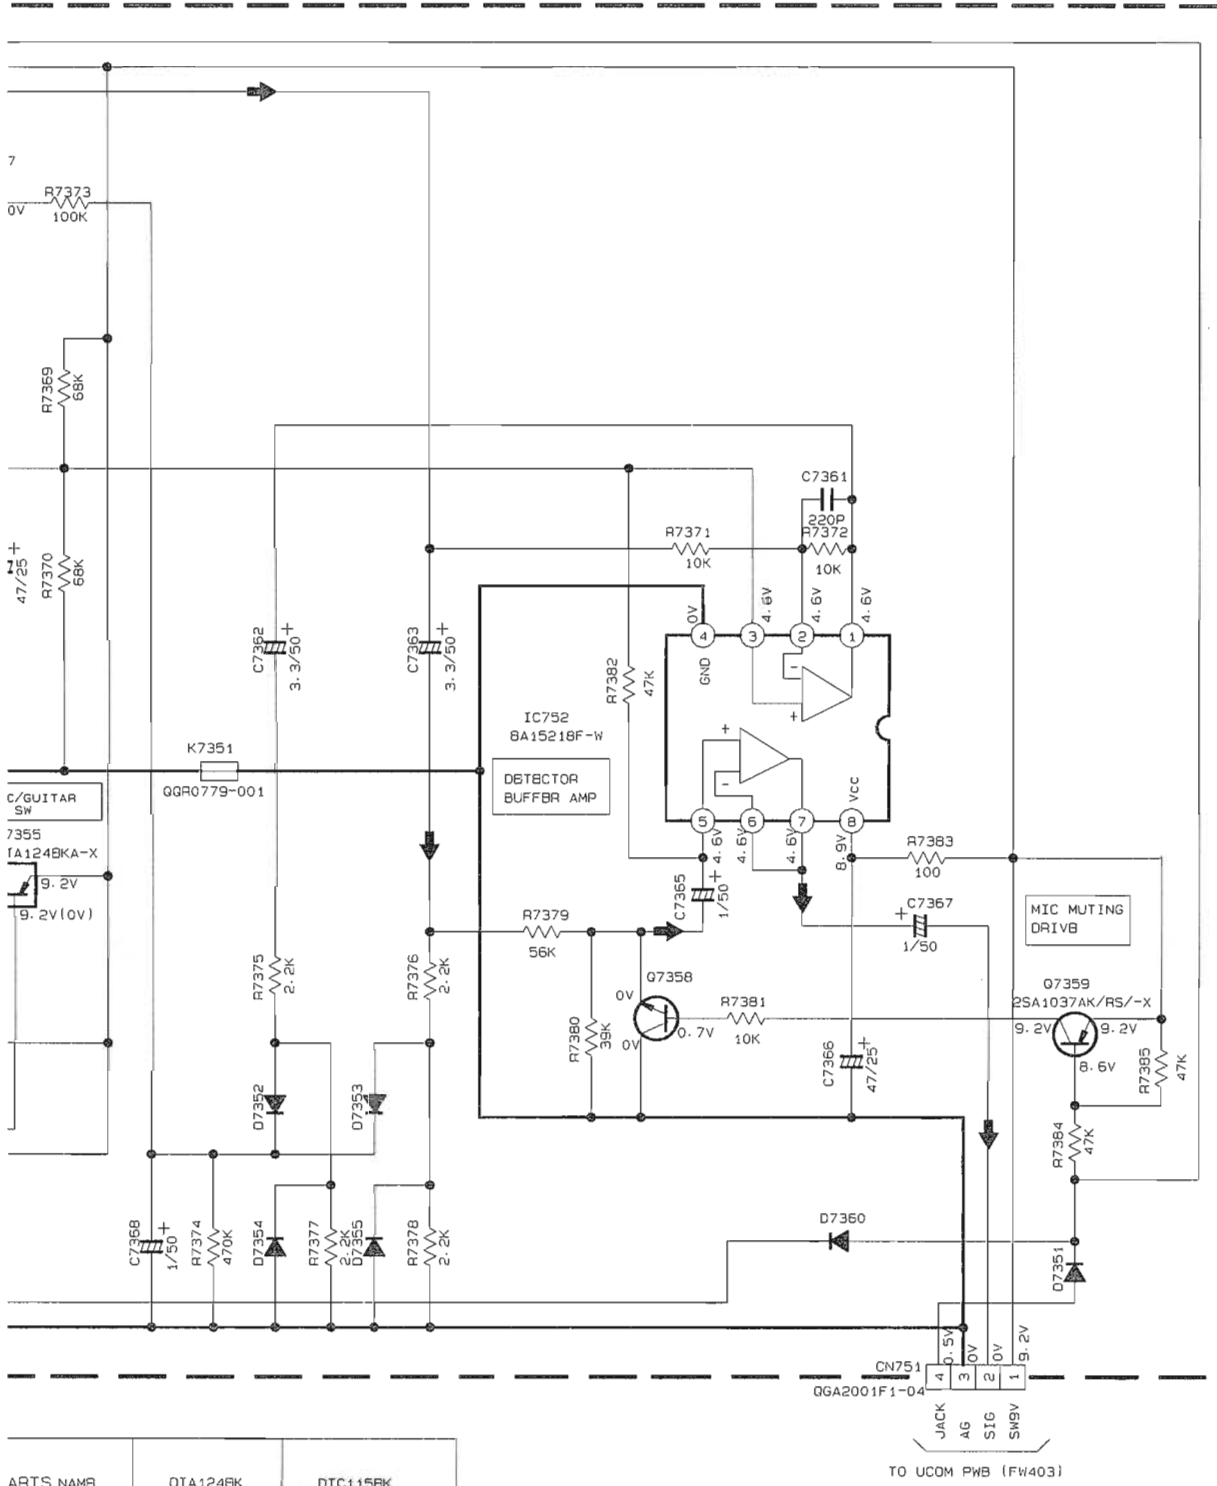 7
R7373
0V
100K
R7369
68K
C7361
220P
R7371
R7372
10K
10K
+
47/25
R7370
68K
0V
4.6V
4.6V
4.6V
C7362
+
3.3/50
C7363
+
3.3/50
4
3
2
1
GND
R7382
47K
-
+
IC752
BA15218F-W
+
-
K7351
DETECTOR
BUFFER AMP
QGR0779-001
VCC
C/GUITAR
SW
5
6
7
8
7355
TA124BKA-X
4.6V
4.6V
4.6V
8.9V
R7383
100
9.2V
9.2V(0V)
C7365
+
1/50
C7367
+
1/50
MIC MUTING
DRIVE
R7379
56K
R7375
2.2K
R7376
2.2K
Q7358
0V
0.7V
0V
R7381
10K
Q7359
2SA1037AK/RS/-X
9.2V
9.2V
8.6V
R7380
39K
C7366
+
47/25
R7385
47K
D7352
D7353
R7384
47K
C7368
+
1/50
R7374
470K
D7354
R7377
2.2K
D7355
R7378
2.2K
D7360
D7351
0.5V
0V
0V
9.2V
CN751
4
3
2
1
QGA2001F1-04
JACK
AG
SIG
SW9V
TO UCOM PWB (FW403)
ARTS NAME
DTA124BK
DTC115BK